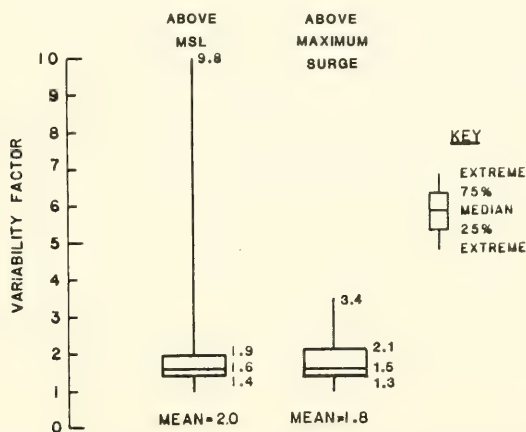 ABOVE
MSL
ABOVE
MAXIMUM
SURGE
VARIABILITY FACTOR
10
9
8
7
6
5
4
3
2
1
0
9.8
1.9
1.6
1.4
MEAN=2.0
3.4
2.1
1.6
1.3
MEAN=1.8
KEY
EXTREME
75%
MEDIAN
25%
EXTREME